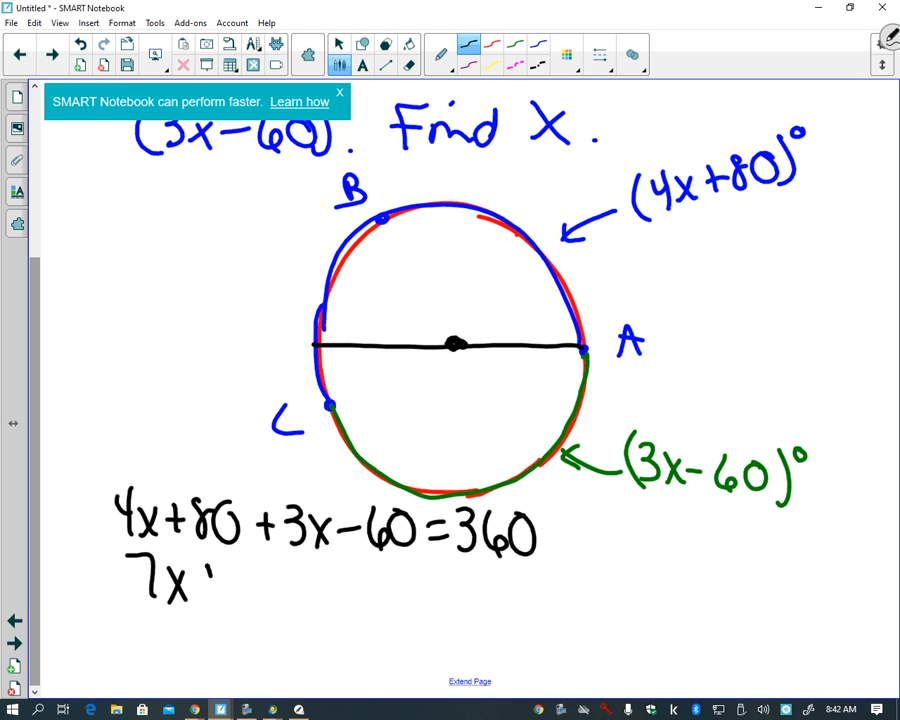 Untitled * - SMART Notebook
File Edit View Insert Format Tools Add-ons Account Help
SMART Notebook can perform faster. Learn how X
(3x-60). Find X.
(4x+80)°
B
A
C
(3x-60)°
4x+80 +3x-60=360
7x
Extend Page
8:42 AM